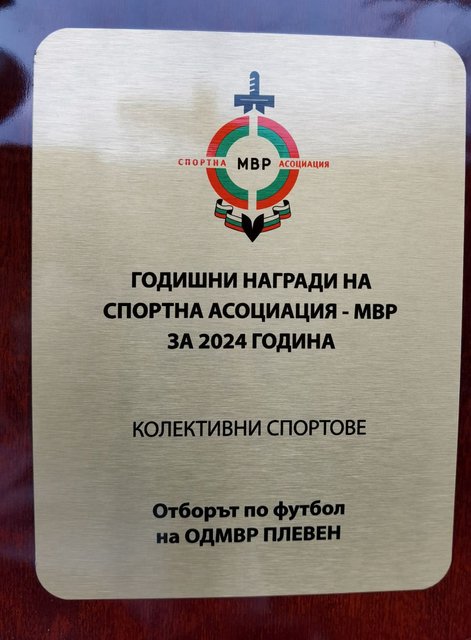 СПОРТНА МВР АСОЦИАЦИЯ
ГОДИШНИ НАГРАДИ НА
СПОРТНА АСОЦИАЦИЯ - МВР
ЗА 2024 ГОДИНА
КОЛЕКТИВНИ СПОРТОВЕ
Отборът по футбол
на ОДМВР ПЛЕВЕН